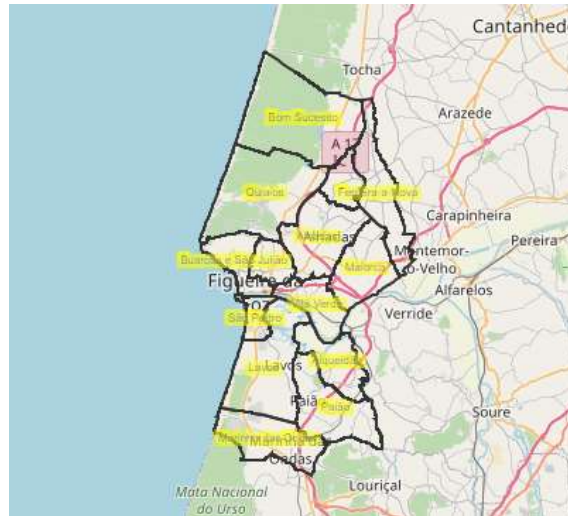 Cantanhed
Tocha
Arazede
Bom Sucesso
A 17
Quiaios
Ferreira-a-Nova
Carapinheira
Alhadas
Pereira
Buarcos e São Julião
Maiorca
Montemor-
o-Velho
Figueira da
Foz
Alfarelos
Vila Verde
São Pedro
Verride
Alqueidão
Lavos
Lavos
Paião
Paião
Soure
Marinha das Ondas
Marinha das
Ondas
Louriçal
Mata Nacional
do Urso